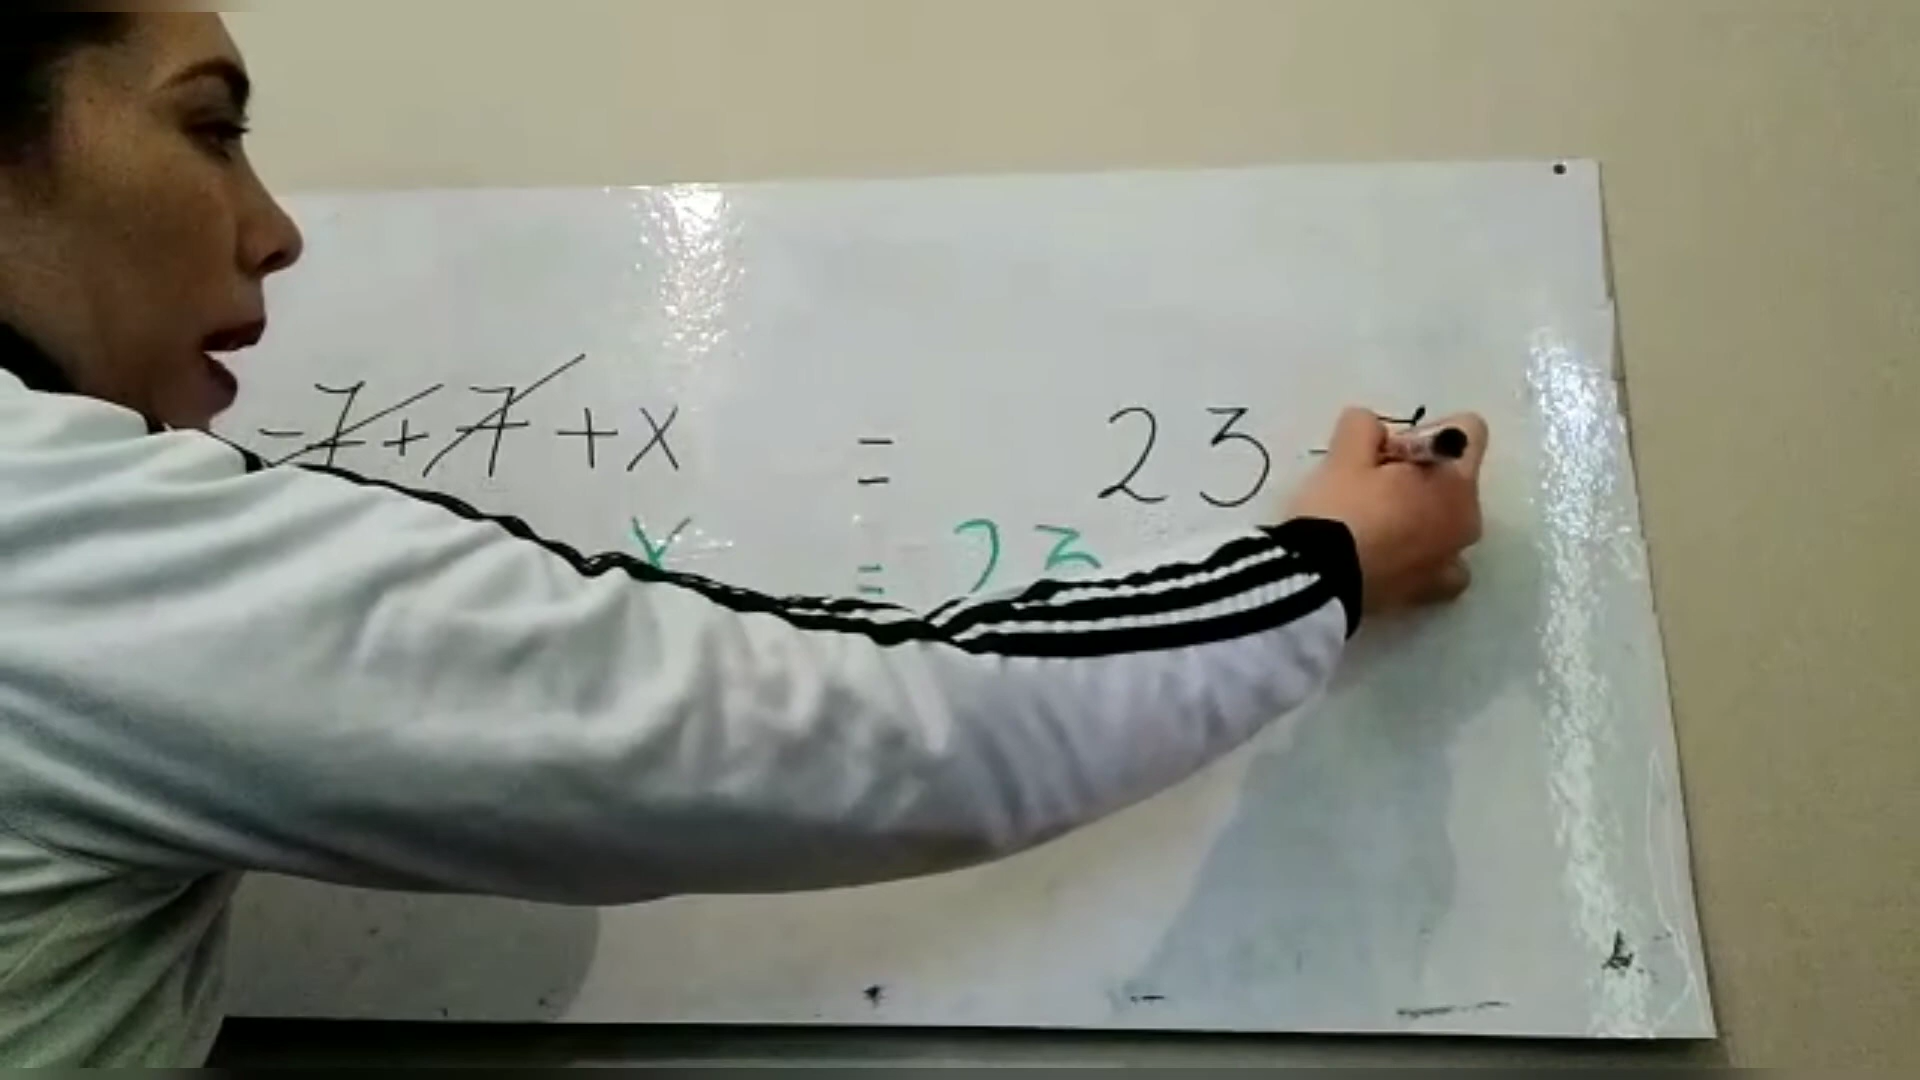 -7+7+x = 23 -
x = 23